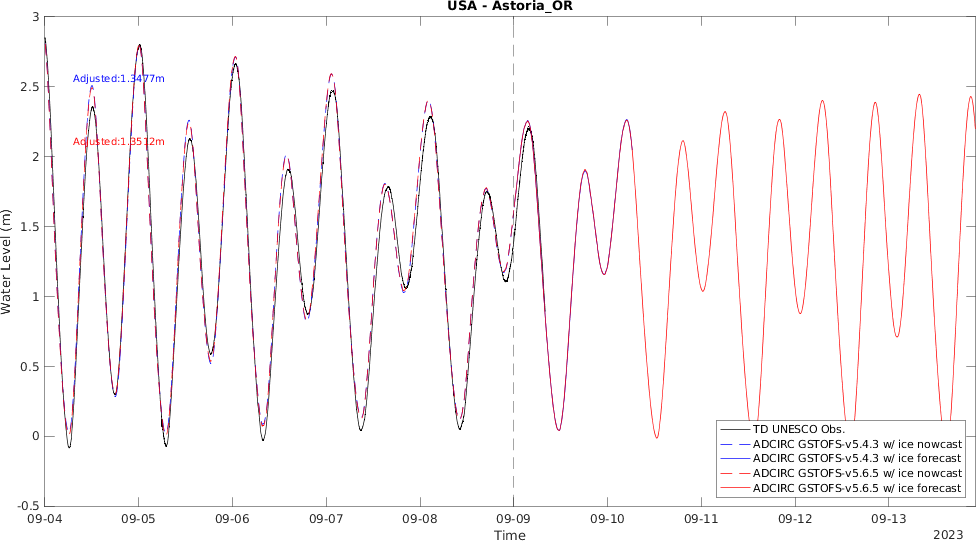 USA - Astoria_OR
3
2.5
2
1.5
1
0.5
0
-0.5
Water Level (m)
Adjusted:1.3477m
Adjusted:1.3512m
TD UNESCO Obs.
ADCIRC GSTOFS-v5.4.3 w/ ice nowcast
ADCIRC GSTOFS-v5.4.3 w/ ice forecast
ADCIRC GSTOFS-v5.6.5 w/ ice nowcast
ADCIRC GSTOFS-v5.6.5 w/ ice forecast
09-04 09-05 09-06 09-07 09-08 09-09 09-10 09-11 09-12 09-13
Time
2023